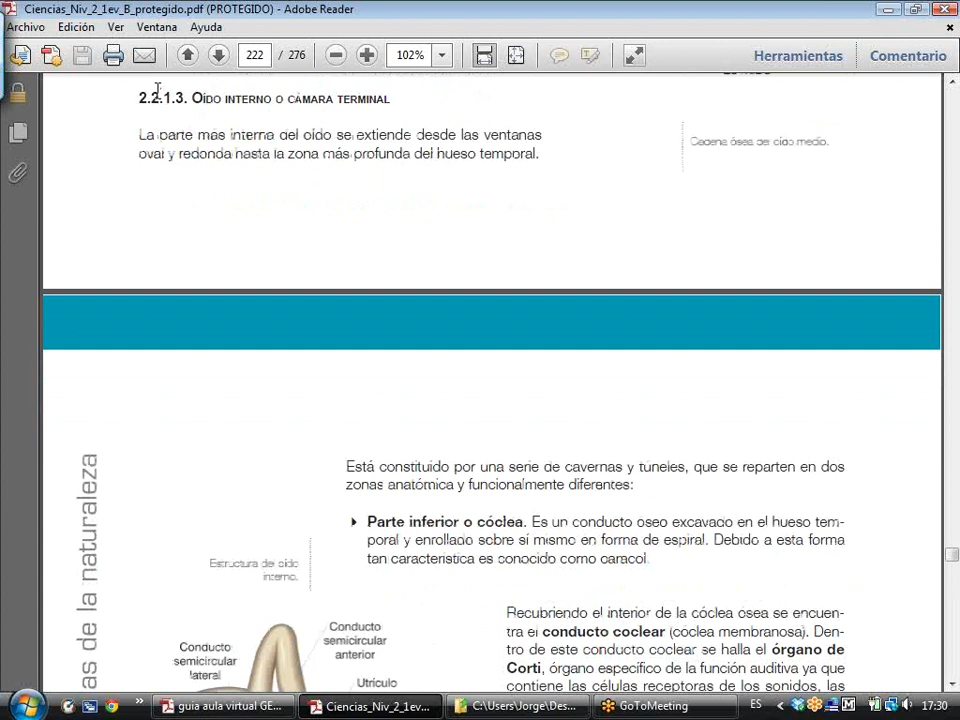 Ciencias_Niv_2_1ev_B_protegido.pdf (PROTEGIDO) - Adobe Reader
Archivo Edición Ver Ventana Ayuda
222 / 276 102% Herramientas Comentario
2.2.1.3. Oído interno o cámara terminal
La parte más interna del oído se extiende desde las ventanas
oval y redonda hasta la zona más profunda del hueso temporal.
Cadena ósea del oído medio.
Está constituido por una serie de cavernas y túneles, que se reparten en dos
zonas anatómica y funcionalmente diferentes:
Parte inferior o cóclea. Es un conducto óseo excavado en el hueso tem-
poral y enrollado sobre sí mismo en forma de espiral. Debido a esta forma
tan característica es conocido como caracol.
Estructura del oído
interno.
Recubriendo el interior de la cóclea ósea se encuen-
tra el conducto coclear (cóclea membranosa). Den-
tro de este conducto coclear se halla el órgano de
Corti, órgano específico de la función auditiva ya que
contiene las células receptoras de los sonidos, las
Conducto
semicircular
lateral
Conducto
semicircular
anterior
Utrículo
as de la naturaleza
guía aula virtual GE...
Ciencias_Niv_2_1ev...
C:\Users\Jorge\Des...
GoToMeeting
ES
17:30